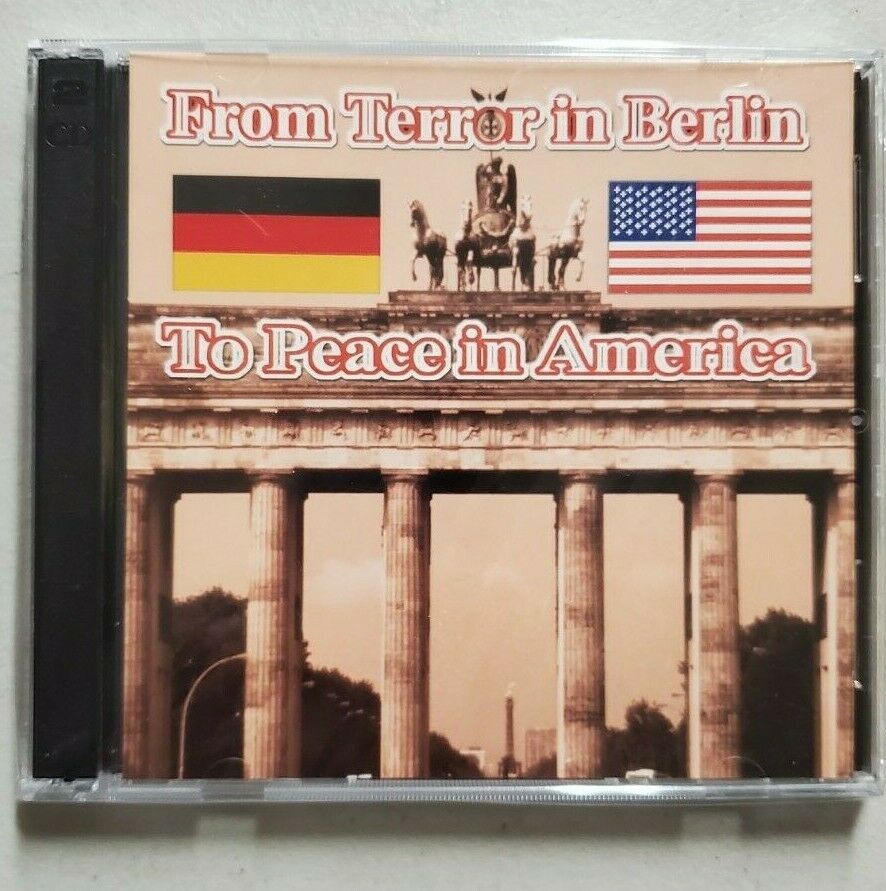 From Terror in Berlin
To Peace in America